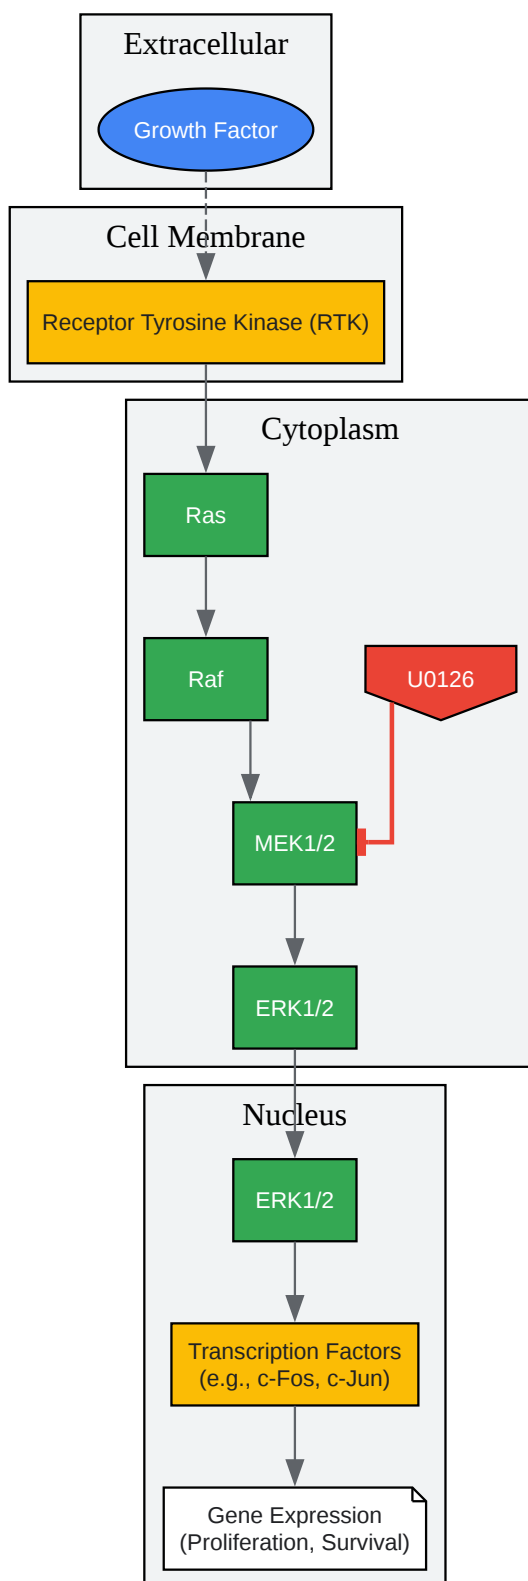 Extracellular
Growth Factor
Cell Membrane
Receptor Tyrosine Kinase (RTK)
Cytoplasm
Ras
Raf
U0126
MEK1/2
ERK1/2
Nucleus
ERK1/2
Transcription Factors
(e.g., c-Fos, c-Jun)
Gene Expression
(Proliferation, Survival)